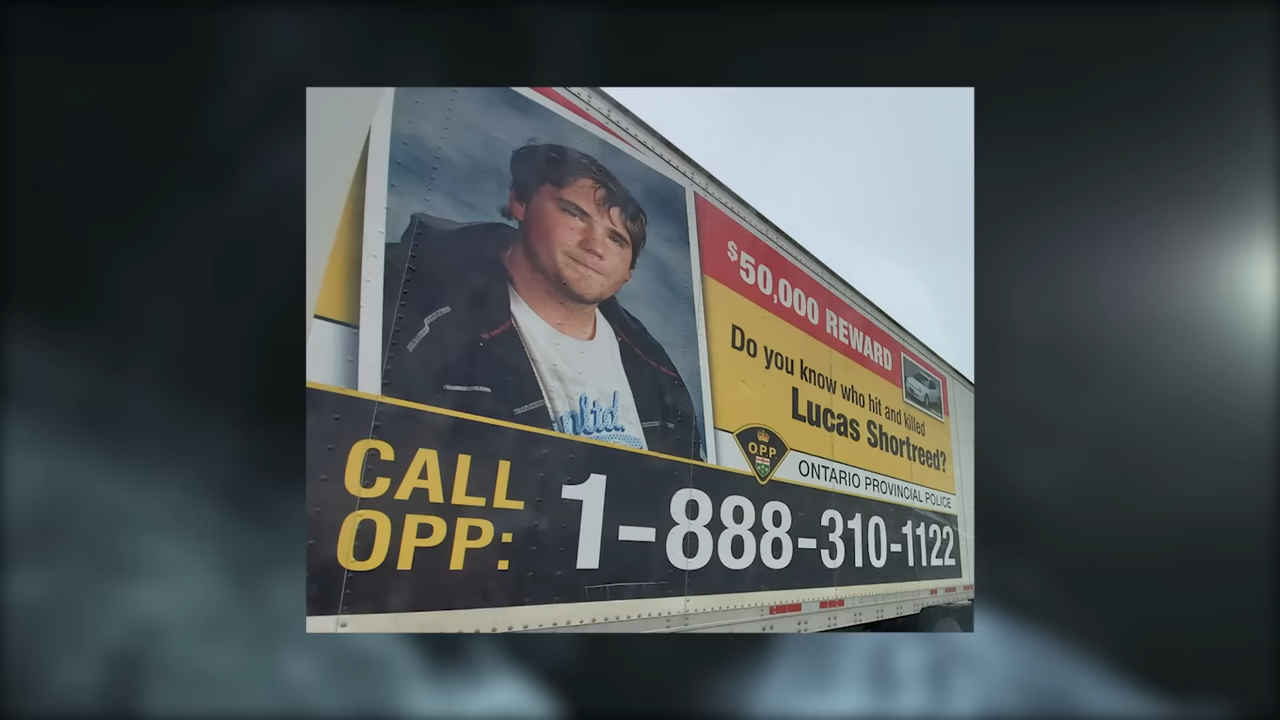 $50,000 REWARD
Do you know who hit and killed
Lucas Shortreed?
O.P.P
ONTARIO PROVINCIAL POLICE
CALL
OPP:
1-888-310-1122